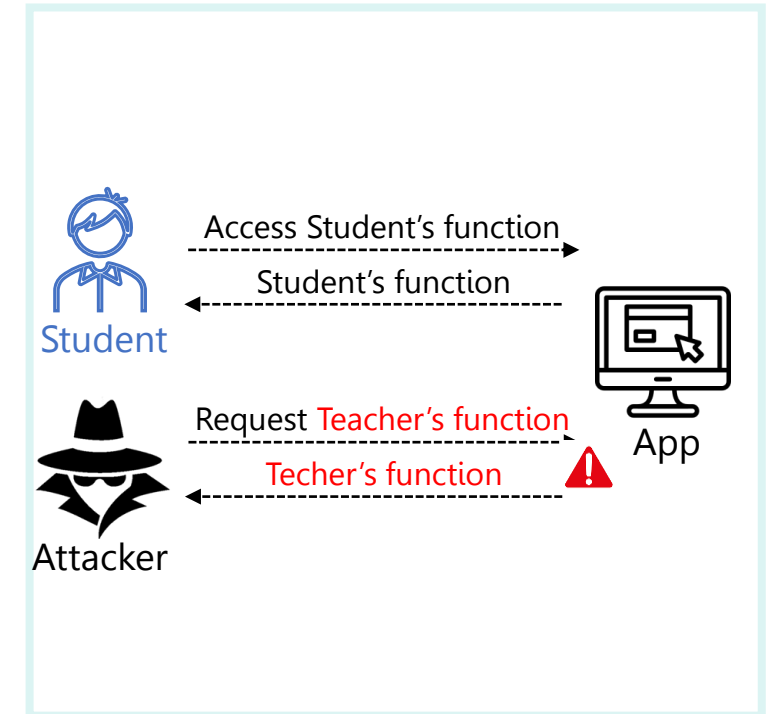 Access Student’s function
Student’s function
Student
Request Teacher’s function
App
Techer’s function
Attacker